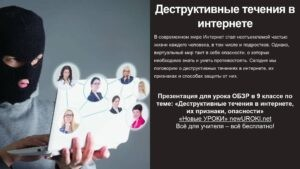 Деструктивные течения в
интернете
В современном мире Интернет стал неотъемлемой частью
жизни каждого человека, в том числе и подростков. Однако,
виртуальный мир таит в себе опасности, о которых
необходимо знать и уметь противостоять. Сегодня мы
поговорим о деструктивных течениях в интернете, их
признаках и способах защиты от них.
Презентация для урока ОБЗР в 9 классе по
теме: «Деструктивные течения в интернете,
их признаки, опасности»
«Новые УРОКИ» newUROKI.net
Всё для учителя – всё бесплатно!